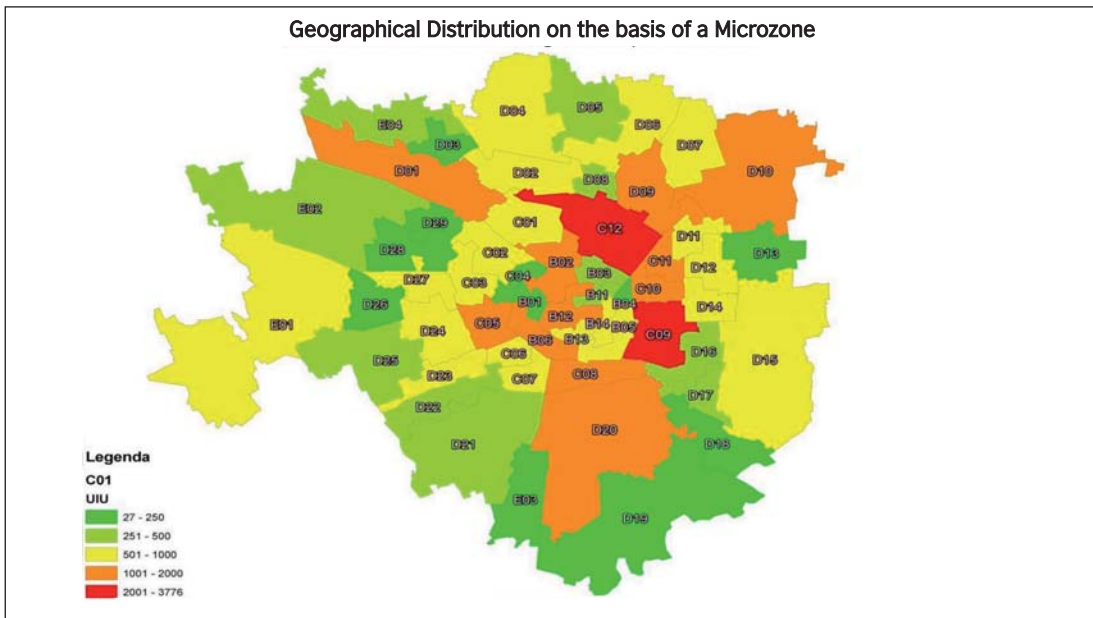 Geographical Distribution on the basis of a Microzone
D04
D05
E04
D06
D03
D07
D01
D02
D08
D09
D10
E02
C01
D29
C12
D11
D28
C02
B02
C11
D13
D27
C03
C04
B03
D12
C10
D26
B01
B11
B04
D14
E01
D24
C05
B12
B14
B05
C09
B06
B13
D16
D25
C06
D15
D23
C07
C08
D17
D22
D20
D21
D18
E03
D19
Legenda
C01
UIU
27 - 250
251 - 500
501 - 1000
1001 - 2000
2001 - 3776